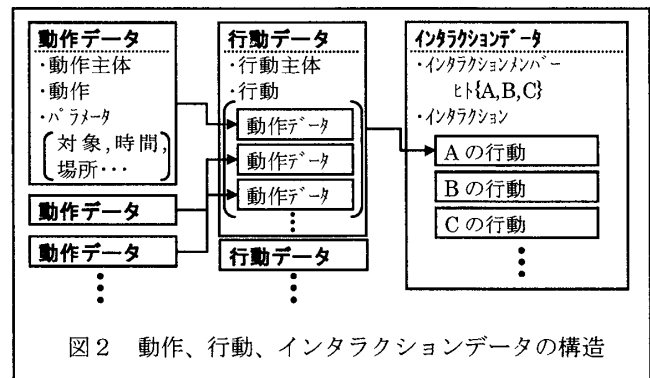 動作データ
・動作主体
・動作
・パラメータ
対象,時間,
場所・・・
動作データ
動作データ
行動データ
・行動主体
・行動
動作データ
動作データ
動作データ
行動データ
インタラクションデータ
・インタラクションメンバー
ヒト{A,B,C}
・インタラクション
Aの行動
Bの行動
Cの行動
図2 動作、行動、インタラクションデータの構造